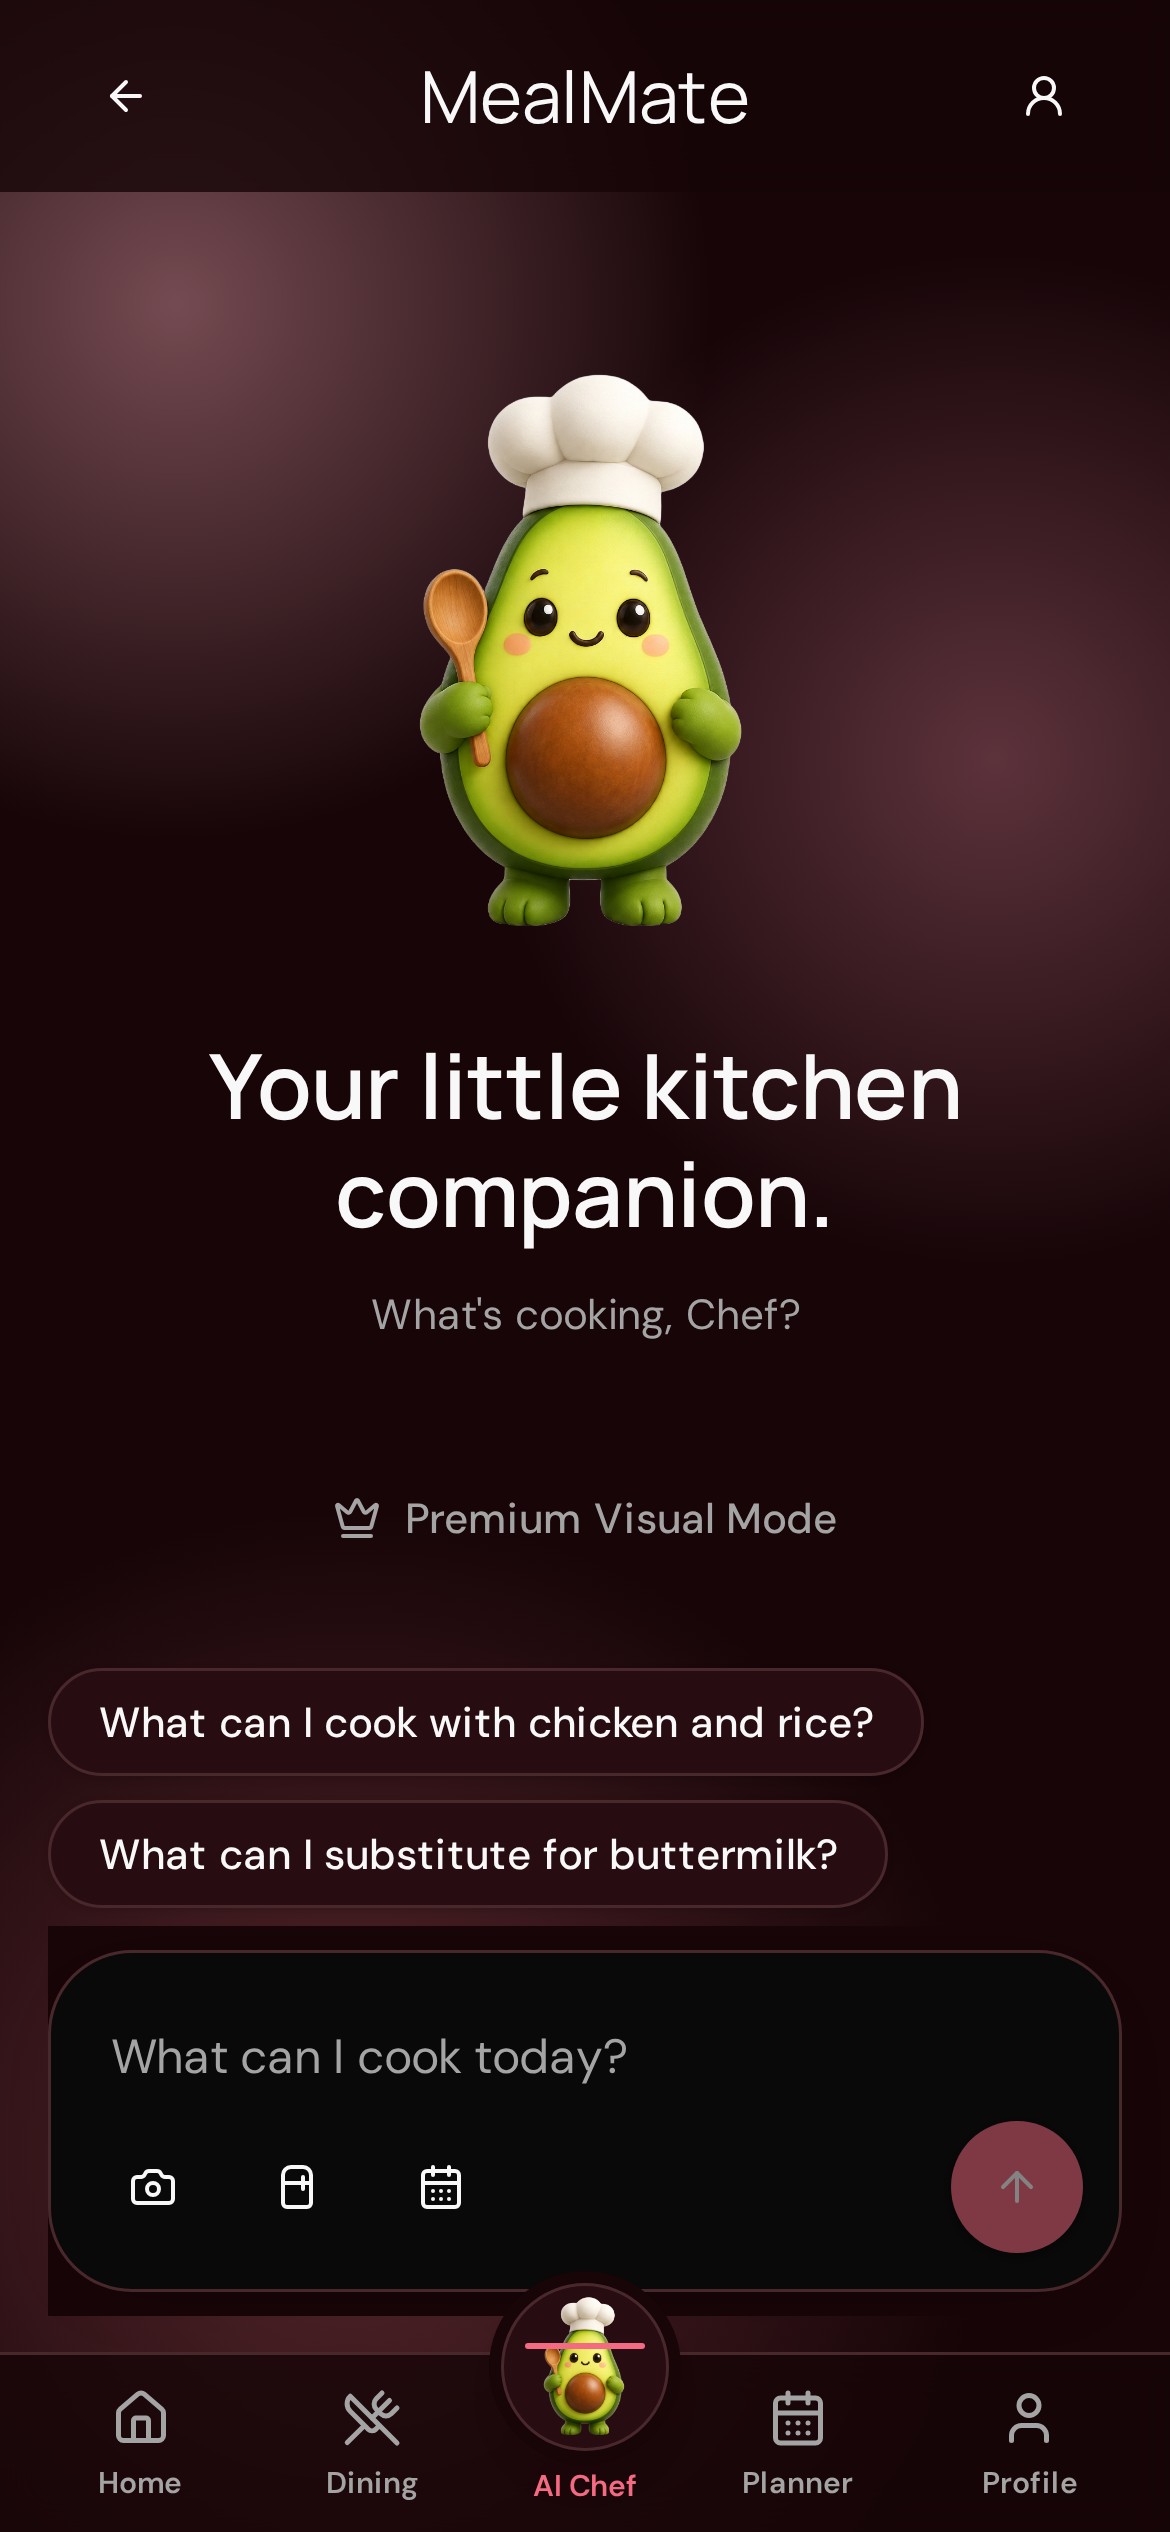 MealMate
Your little kitchen
companion.
What's cooking, Chef?
Premium Visual Mode
What can I cook with chicken and rice?
What can I substitute for buttermilk?
What can I cook today?
Home
Dining
AI Chef
Planner
Profile